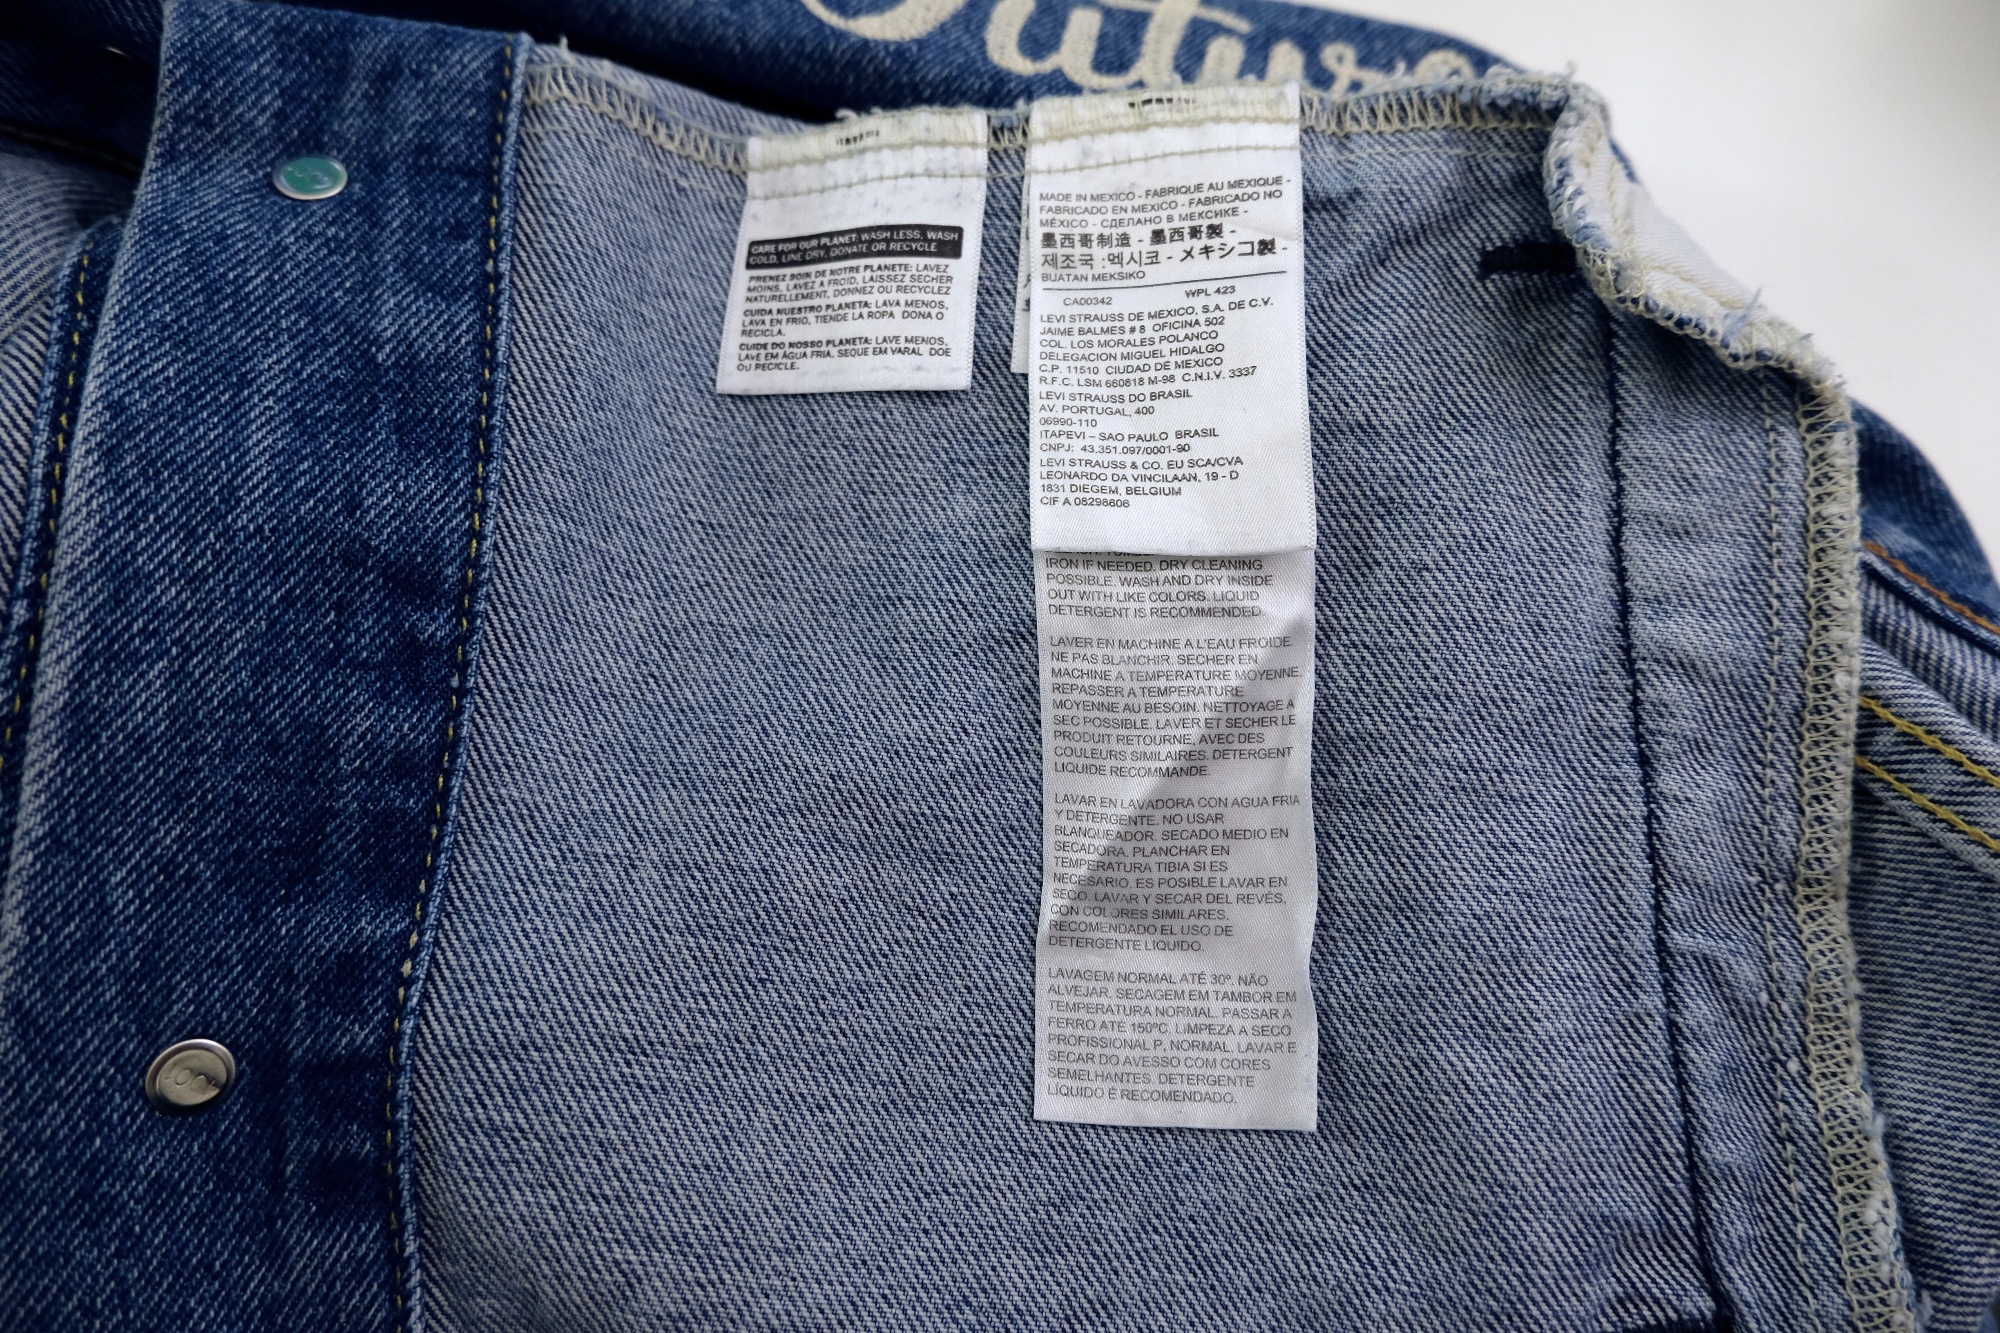 uture
CARE FOR OUR PLANET: WASH LESS, WASH
COLD, LINE DRY, DONATE OR RECYCLE
PRENEZ SOIN DE NOTRE PLANETE: LAVEZ
MOINS, LAVEZ A FROID, LAISSEZ SECHER
NATURELLEMENT, DONNEZ OU RECYCLEZ
CUIDA NUESTRO PLANETA: LAVA MENOS,
LAVA EN FRIO, TIENDE LA ROPA DONA O
RECICLA.
CUIDE DO NOSSO PLANETA: LAVE MENOS,
LAVE EM ÁGUA FRIA, SEQUE EM VARAL DOE
OU RECICLE.
MADE IN MEXICO - FABRIQUE AU MEXIQUE -
FABRICADO EN MEXICO - FABRICADO NO
MÉXICO - СДЕЛАНО В МЕКСИКЕ -
墨西哥制造 - 墨西哥製 -
제조국 :멕시코 - メキシコ製 -
BUATAN MEKSIKO
CA00342 WPL 423
LEVI STRAUSS DE MEXICO, S.A. DE C.V.
JAIME BALMES # 8 OFICINA 502
COL. LOS MORALES POLANCO
DELEGACION MIGUEL HIDALGO
C.P. 11510 CIUDAD DE MEXICO
R.F.C. LSM 660818 M-98 C.N.I.V. 3337
LEVI STRAUSS DO BRASIL
AV. PORTUGAL, 400
06990-110
ITAPEVI – SAO PAULO BRASIL
CNPJ: 43.351.097/0001-90
LEVI STRAUSS & CO. EU SCA/CVA
LEONARDO DA VINCILAAN, 19 - D
1831 DIEGEM, BELGIUM
CIF A 08298806
IRON IF NEEDED. DRY CLEANING
POSSIBLE. WASH AND DRY INSIDE
OUT WITH LIKE COLORS. LIQUID
DETERGENT IS RECOMMENDED.
LAVER EN MACHINE A L'EAU FROIDE.
NE PAS BLANCHIR. SECHER EN
MACHINE A TEMPERATURE MOYENNE.
REPASSER A TEMPERATURE
MOYENNE AU BESOIN. NETTOYAGE A
SEC POSSIBLE. LAVER ET SECHER LE
PRODUIT RETOURNE, AVEC DES
COULEURS SIMILAIRES. DETERGENT
LIQUIDE RECOMMANDE.
LAVAR EN LAVADORA CON AGUA FRIA
Y DETERGENTE. NO USAR
BLANQUEADOR. SECADO MEDIO EN
SECADORA. PLANCHAR EN
TEMPERATURA TIBIA SI ES
NECESARIO. ES POSIBLE LAVAR EN
SECO. LAVAR Y SECAR DEL REVÉS,
CON COLORES SIMILARES.
RECOMENDADO EL USO DE
DETERGENTE LIQUIDO.
LAVAGEM NORMAL ATÉ 30º. NÃO
ALVEJAR. SECAGEM EM TAMBOR EM
TEMPERATURA NORMAL. PASSAR A
FERRO ATÉ 150ºC. LIMPEZA A SECO
PROFISSIONAL P, NORMAL. LAVAR E
SECAR DO AVESSO COM CORES
SEMELHANTES. DETERGENTE
LÍQUIDO É RECOMENDADO.